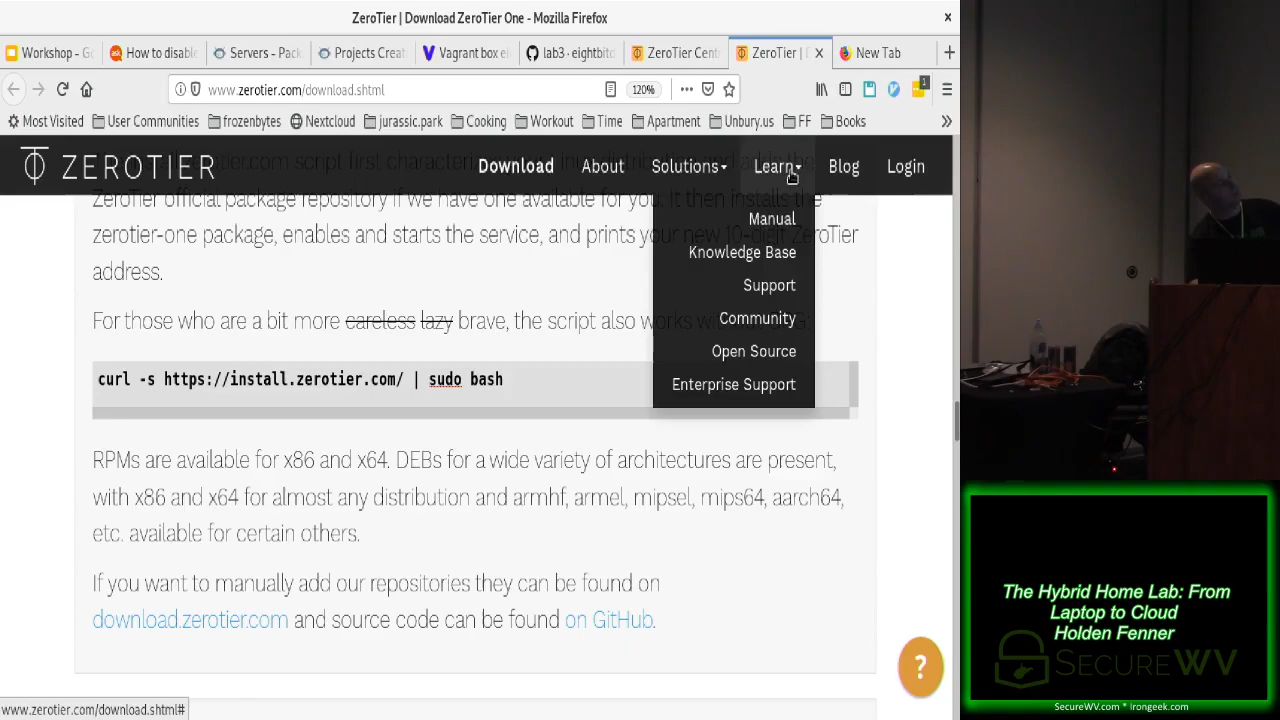 ZeroTier | Download ZeroTier One - Mozilla Firefox
Workshop - G
How to disable
Servers - Pack
Projects Creat
Vagrant box ei
lab3 · eightbit
ZeroTier Cent
ZeroTier | 
New Tab
www.zerotier.com/download.shtml
120%
1
Most Visited
User Communities
frozenbytes
Nextcloud
jurassic.park
Cooking
Workout
Time
Apartment
Unbury.us
FF
Books
ZEROTIER
Download
About
Solutions
Learn
Blog
Login
Manual
Knowledge Base
Support
Community
Open Source
Enterprise Support
ZeroTier official package repository if we have one available for you. It then installs the
zerotier-one package, enables and starts the service, and prints your new 10-digit ZeroTier
address.
For those who are a bit more careless lazy brave, the script also works
curl -s https://install.zerotier.com/ | sudo bash
RPMs are available for x86 and x64. DEBs for a wide variety of architectures are present,
with x86 and x64 for almost any distribution and armhf, armel, mipsel, mips64, aarch64,
etc. available for certain others.
If you want to manually add our repositories they can be found on
download.zerotier.com and source code can be found on GitHub.
?
www.zerotier.com/download.shtml#
The Hybrid Home Lab: From
Laptop to Cloud
Holden Fenner
SECUREWV
SecureWV.com * Irongeek.com